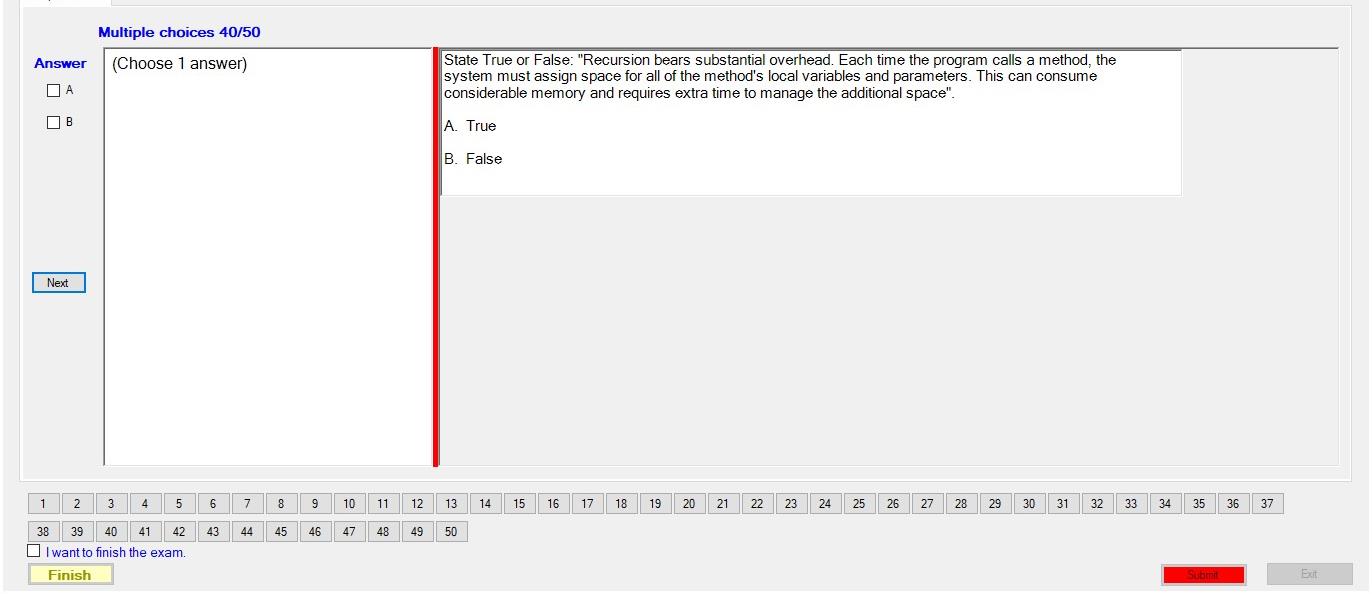 Multiple choices 40/50
Answer
(Choose 1 answer)
A
B
Next
State True or False: "Recursion bears substantial overhead. Each time the program calls a method, the
system must assign space for all of the method's local variables and parameters. This can consume
considerable memory and requires extra time to manage the additional space".
A. True
B. False
1 2 3 4 5 6 7 8 9 10 11 12 13 14 15 16 17 18 19 20 21 22 23 24 25 26 27 28 29 30 31 32 33 34 35 36 37
38 39 40 41 42 43 44 45 46 47 48 49 50
I want to finish the exam.
Finish
Submit
Exit